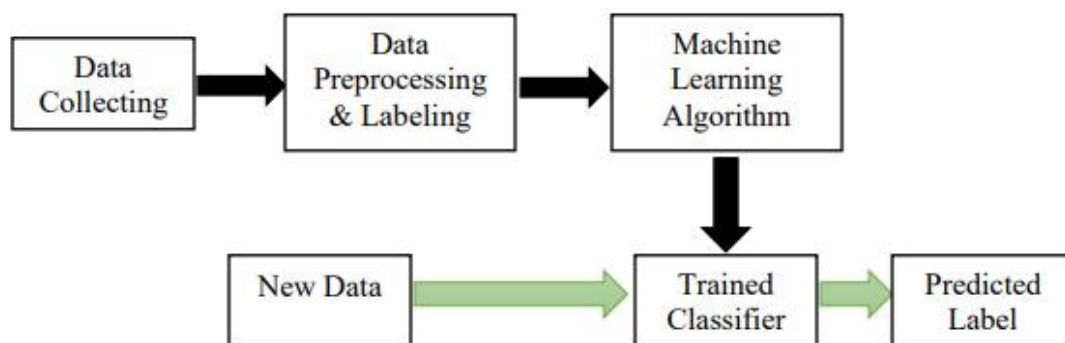 Data
Collecting
Data
Preprocessing
& Labeling
Machine
Learning
Algorithm
New Data
Trained
Classifier
Predicted
Label